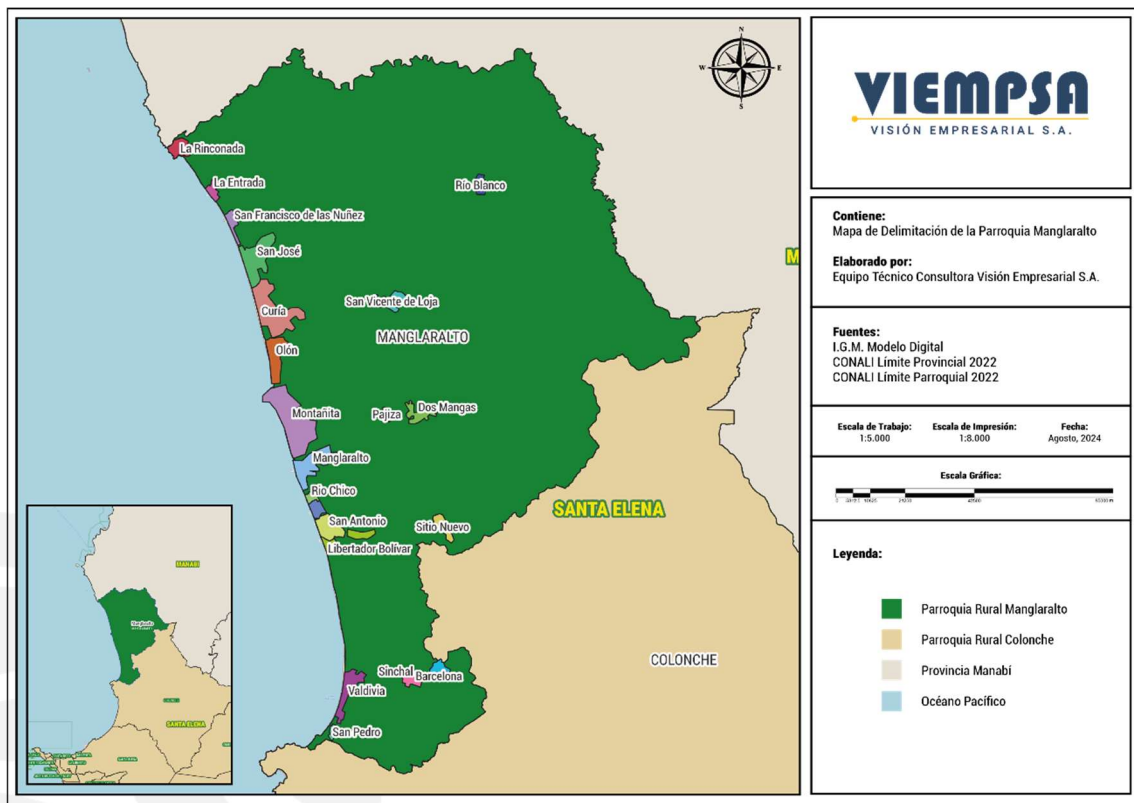 N
W
E
S
La Rinconada
La Entrada
Río Blanco
San Francisco de las Nuñez
San José
M
San Vicente de Loja
Curía
MANGLARALTO
Olón
Dos Mangas
Pajiza
Montañita
Manglaralto
Rio Chico
SANTA ELENA
San Antonio
Sitio Nuevo
Libertador Bolívar
COLONCHE
Sinchal
Barcelona
Valdivia
San Pedro
MANABÍ
Manglaralto
SANTA ELENA
VIEMPSA
VISIÓN EMPRESARIAL S.A.
Contiene:
Mapa de Delimitación de la Parroquia Manglaralto
Elaborado por:
Equipo Técnico Consultora Visión Empresarial S.A.
Fuentes:
I.G.M. Modelo Digital
CONALI Límite Provincial 2022
CONALI Límite Parroquial 2022
Escala de Trabajo:
1:5.000
Escala de Impresión:
1:8.000
Fecha:
Agosto, 2024
Escala Gráfica:
Leyenda:
Parroquia Rural Manglaralto
Parroquia Rural Colonche
Provincia Manabí
Océano Pacífico